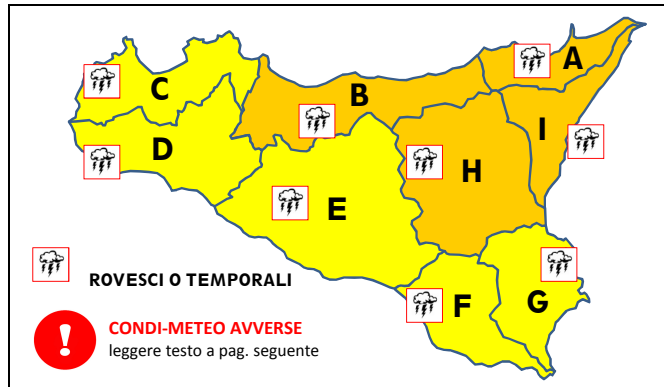 A
C
B
I
D
H
E
F
G
ROVESCI O TEMPORALI
!
CONDI-METEO AVVERSE
leggere testo a pag. seguente